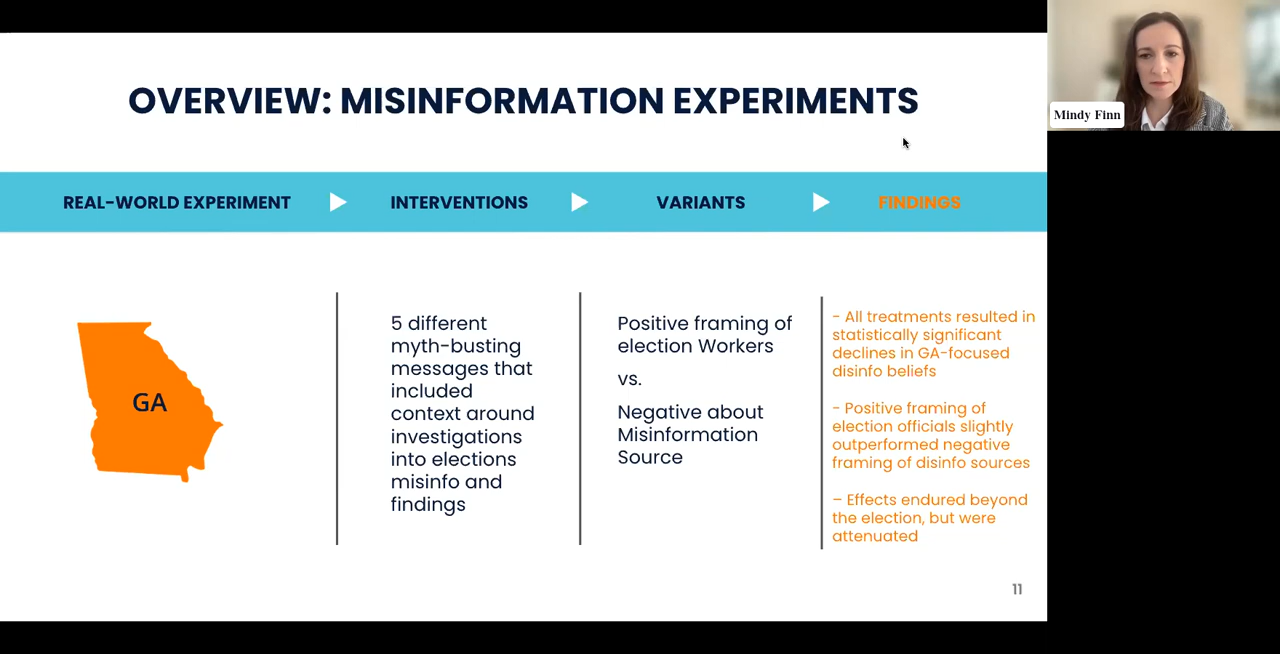 OVERVIEW: MISINFORMATION EXPERIMENTS
Mindy Finn
REAL-WORLD EXPERIMENT
INTERVENTIONS
VARIANTS
FINDINGS
GA
5 different
myth-busting
messages that
included
context around
investigations
into elections
misinfo and
findings
Positive framing of
election Workers
vs.
Negative about
Misinformation
Source
- All treatments resulted in
statistically significant
declines in GA-focused
disinfo beliefs
- Positive framing of
election officials slightly
outperformed negative
framing of disinfo sources
– Effects endured beyond
the election, but were
attenuated
11